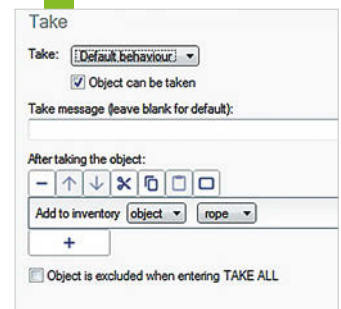 Take
Take: Default behaviour
Object can be taken
Take message (leave blank for default):
After taking the object:
Add to inventory object rope
+
Object is excluded when entering TAKE ALL